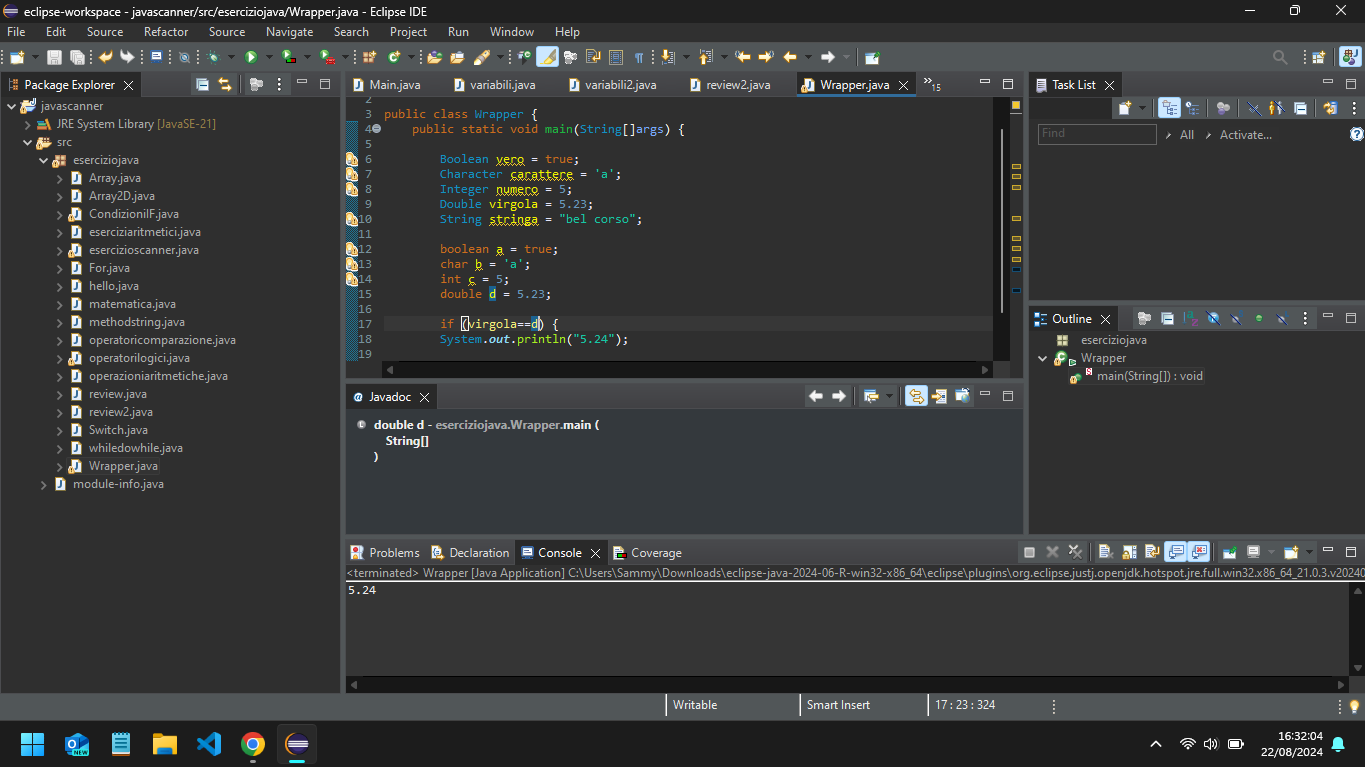 eclipse-workspace - javascanner/src/eserciziojava/Wrapper.java - Eclipse IDE
File Edit Source Refactor Source Navigate Search Project Run Window Help
Package Explorer
javascanner
JRE System Library [JavaSE-21]
src
eserciziojava
Array.java
Array2D.java
CondizioniIF.java
eserciziaritmetici.java
esercizioscanner.java
For.java
hello.java
matematica.java
methodstring.java
operatoricomparazione.java
operatorilogici.java
operazioniaritmetiche.java
review.java
review2.java
Switch.java
whiledowhile.java
Wrapper.java
module-info.java
Main.java variabili.java variabili2.java review2.java Wrapper.java 15
2
3 public class Wrapper {
4 public static void main(String[]args) {
5
6 Boolean vero = true;
7 Character carattere = 'a';
8 Integer numero = 5;
9 Double virgola = 5.23;
10 String stringa = "bel corso";
11
12 boolean a = true;
13 char b = 'a';
14 int c = 5;
15 double d = 5.23;
16
17 if (virgola==d) {
18 System.out.println("5.24");
19
Javadoc
double d - eserciziojava.Wrapper.main (
String[]
)
Problems Declaration Console Coverage
<terminated> Wrapper [Java Application] C:\Users\Sammy\Downloads\eclipse-java-2024-06-R-win32-x86_64\eclipse\plugins\org.eclipse.justj.openjdk.hotspot.jre.full.win32.x86_64_21.0.3.v20240
5.24
Task List
Find All Activate...
Outline
eserciziojava
Wrapper
main(String[]) : void
Writable Smart Insert 17 : 23 : 324
NEW
16:32:04
22/08/2024